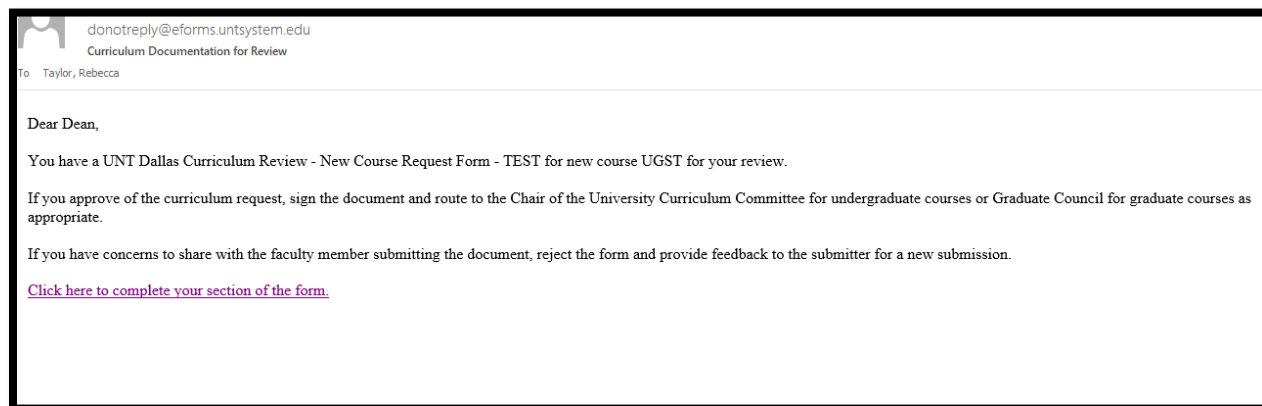 donotreply@eforms.untsystem.edu
Curriculum Documentation for Review
To Taylor, Rebecca
Dear Dean,
You have a UNT Dallas Curriculum Review - New Course Request Form - TEST for new course UGST for your review.
If you approve of the curriculum request, sign the document and route to the Chair of the University Curriculum Committee for undergraduate courses or Graduate Council for graduate courses as
appropriate.
If you have concerns to share with the faculty member submitting the document, reject the form and provide feedback to the submitter for a new submission.
Click here to complete your section of the form.